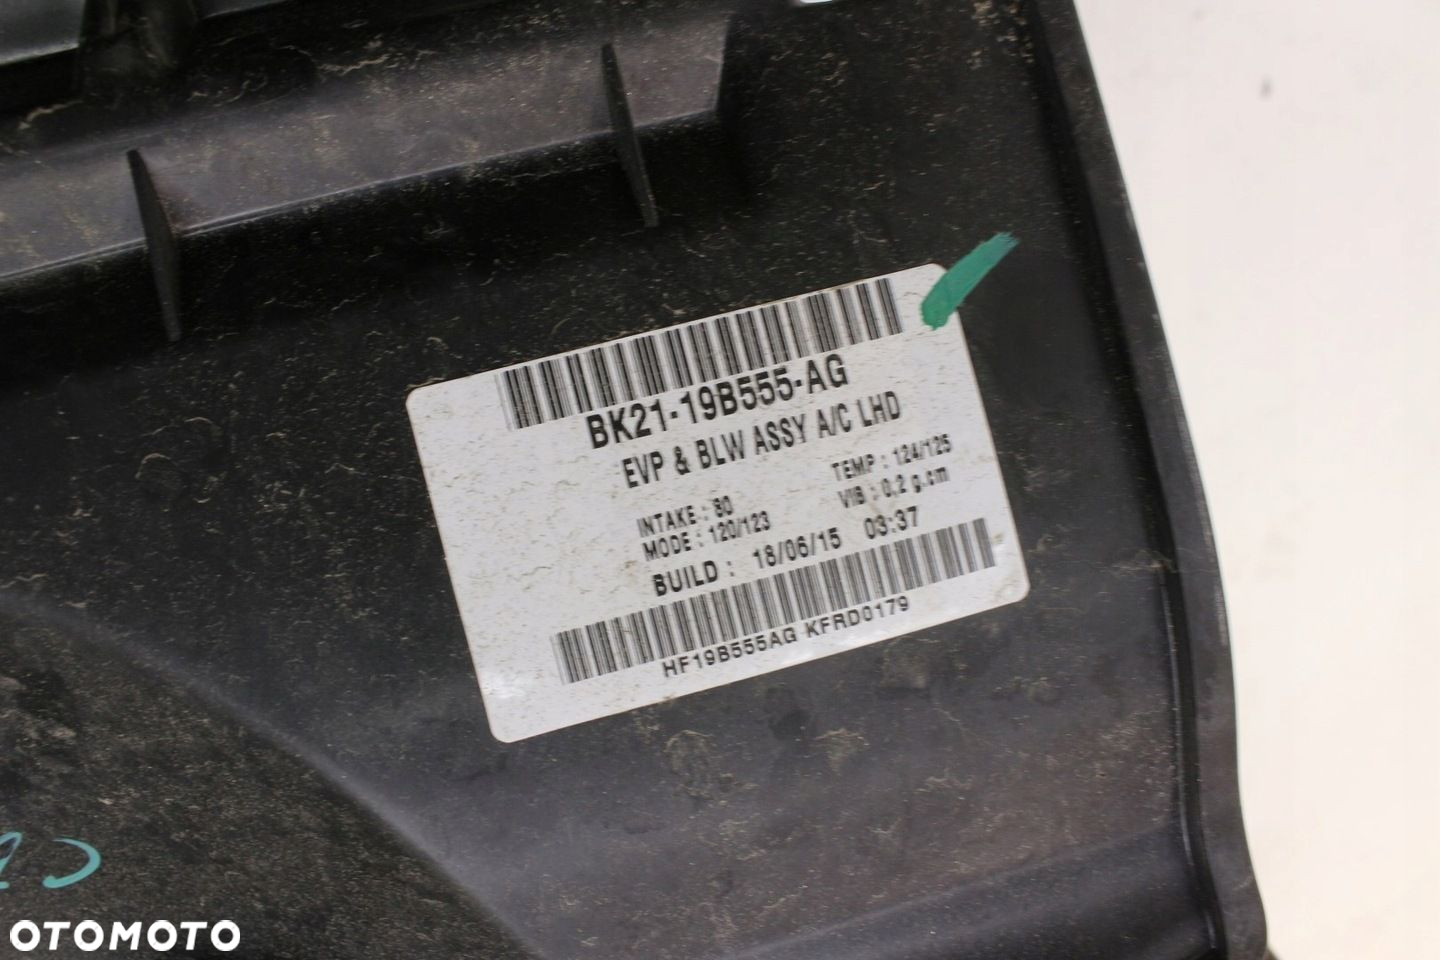 BK21-19B555-AG
EVP & BLW ASSY A/C LHD
INTAKE : 80 TEMP : 124/125
MODE : 120/123 VIB : 0.2 g.cm
BUILD : 18/06/15 03:37
HF19B555AG KFRD0179
OTOMOTO